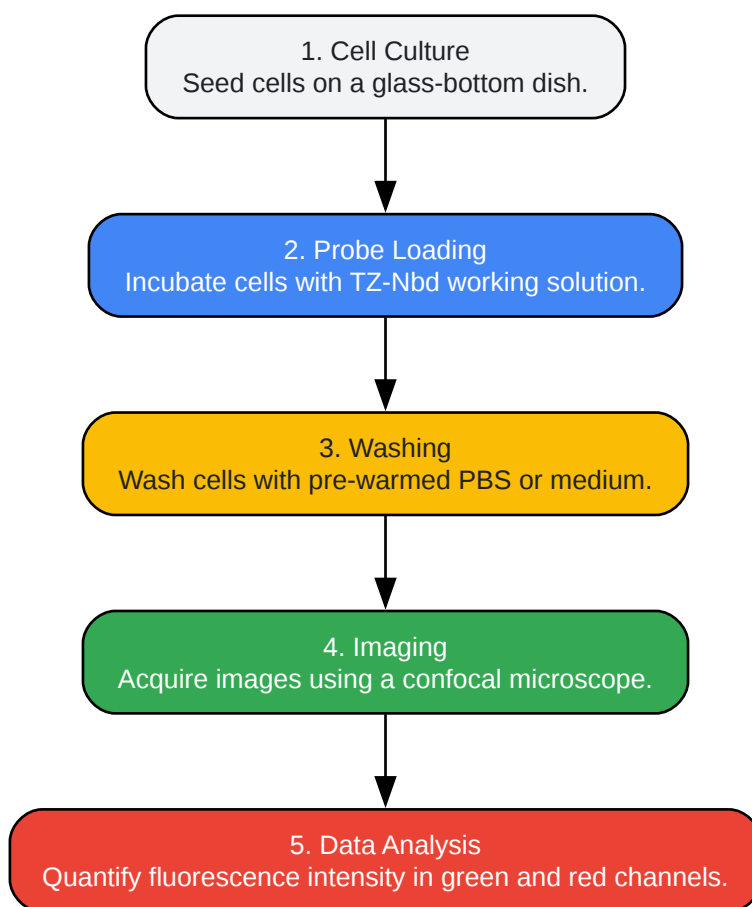 1. Cell Culture
Seed cells on a glass-bottom dish.
2. Probe Loading
Incubate cells with TZ-Nbd working solution.
3. Washing
Wash cells with pre-warmed PBS or medium.
4. Imaging
Acquire images using a confocal microscope.
5. Data Analysis
Quantify fluorescence intensity in green and red channels.